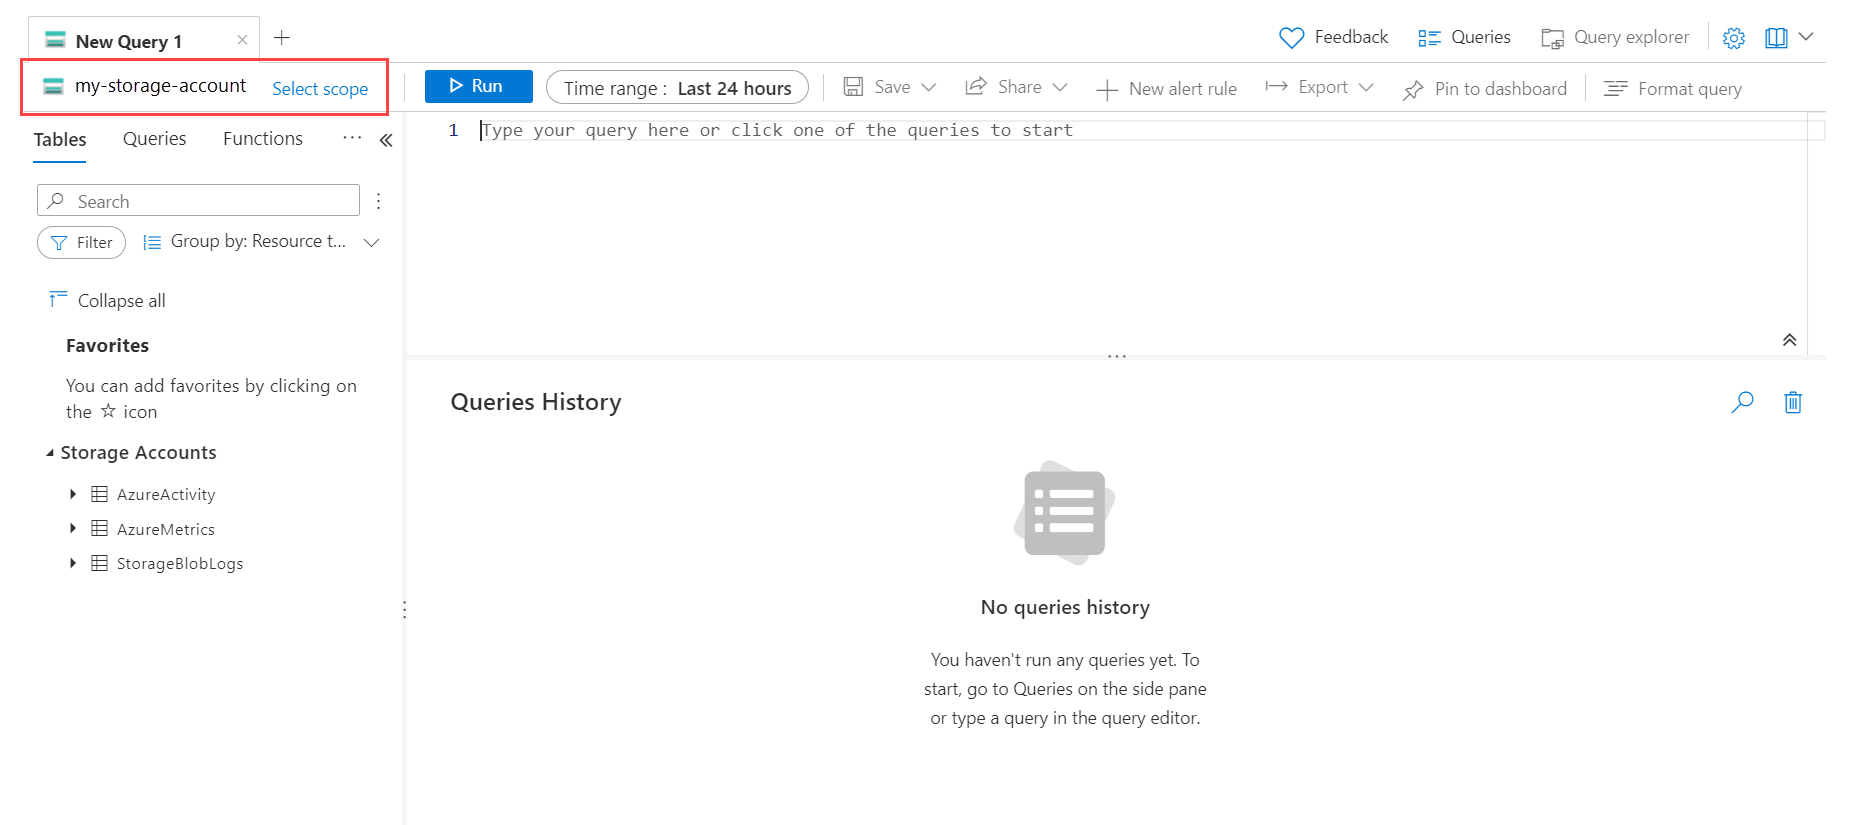 New Query 1
Feedback
Queries
Query explorer
my-storage-account Select scope
Run
Time range : Last 24 hours
Save
Share
New alert rule
Export
Pin to dashboard
Format query
Tables
Queries
Functions
1 Type your query here or click one of the queries to start
Search
Filter
Group by: Resource t...
Collapse all
Favorites
You can add favorites by clicking on
the ☆ icon
Storage Accounts
AzureActivity
AzureMetrics
StorageBlobLogs
Queries History
No queries history
You haven't run any queries yet. To
start, go to Queries on the side pane
or type a query in the query editor.